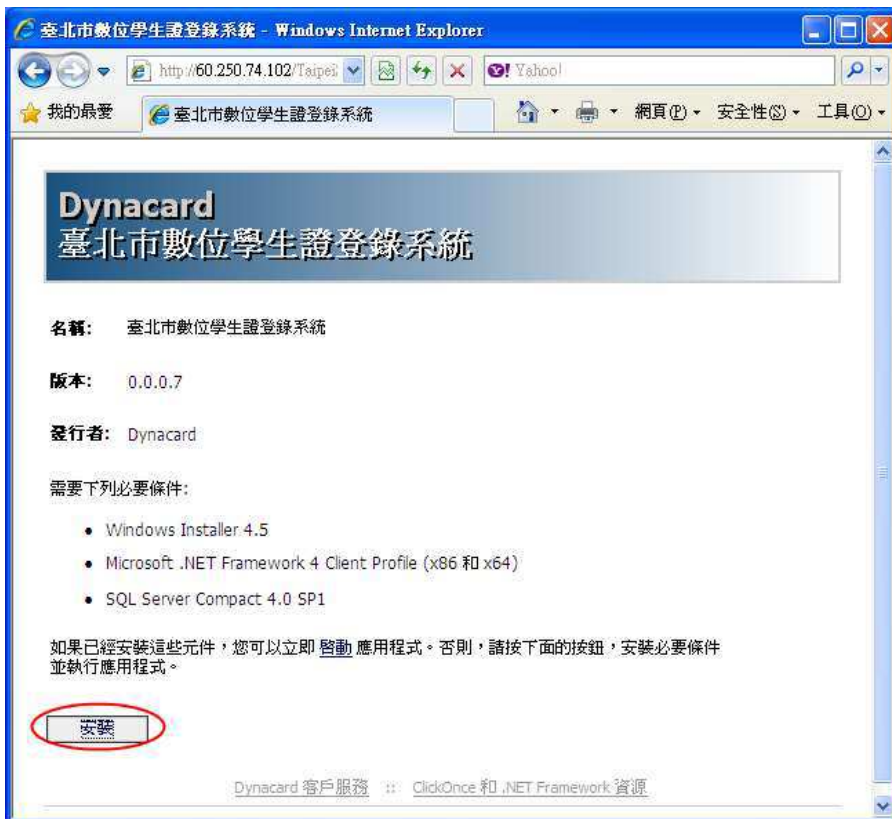 臺北市數位學生證登錄系統 - Windows Internet Explorer
http://60.250.74.102/Taipei
Yahoo!
我的最愛
臺北市數位學生證登錄系統
網頁(P)
安全性(S)
工具(O)
Dynacard
臺北市數位學生證登錄系統
名稱: 臺北市數位學生證登錄系統
版本: 0.0.0.7
發行者: Dynacard
需要下列必要條件:
Windows Installer 4.5
Microsoft .NET Framework 4 Client Profile (x86 和 x64)
SQL Server Compact 4.0 SP1
如果已經安裝這些元件，您可以立即 啓動 應用程式。否則，請按下面的按鈕，安裝必要條件
並執行應用程式。
安裝
Dynacard 客戶服務 :: ClickOnce 和 .NET Framework 資源